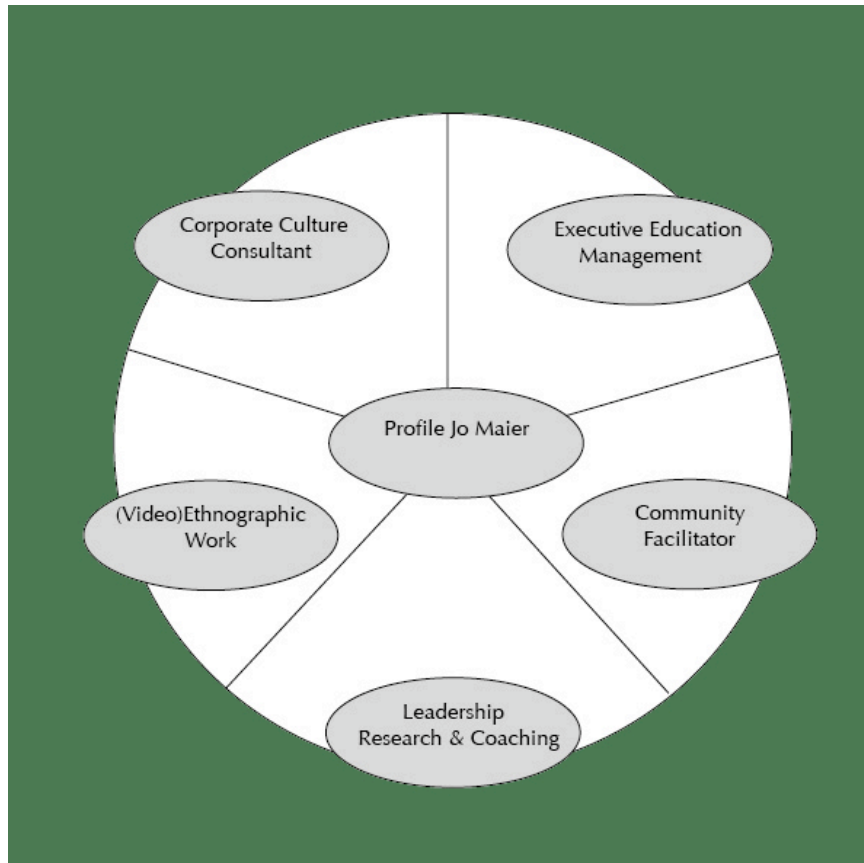 Corporate Culture
Consultant
Executive Education
Management
Profile Jo Maier
(Video)Ethnographic
Work
Community
Facilitator
Leadership
Research & Coaching